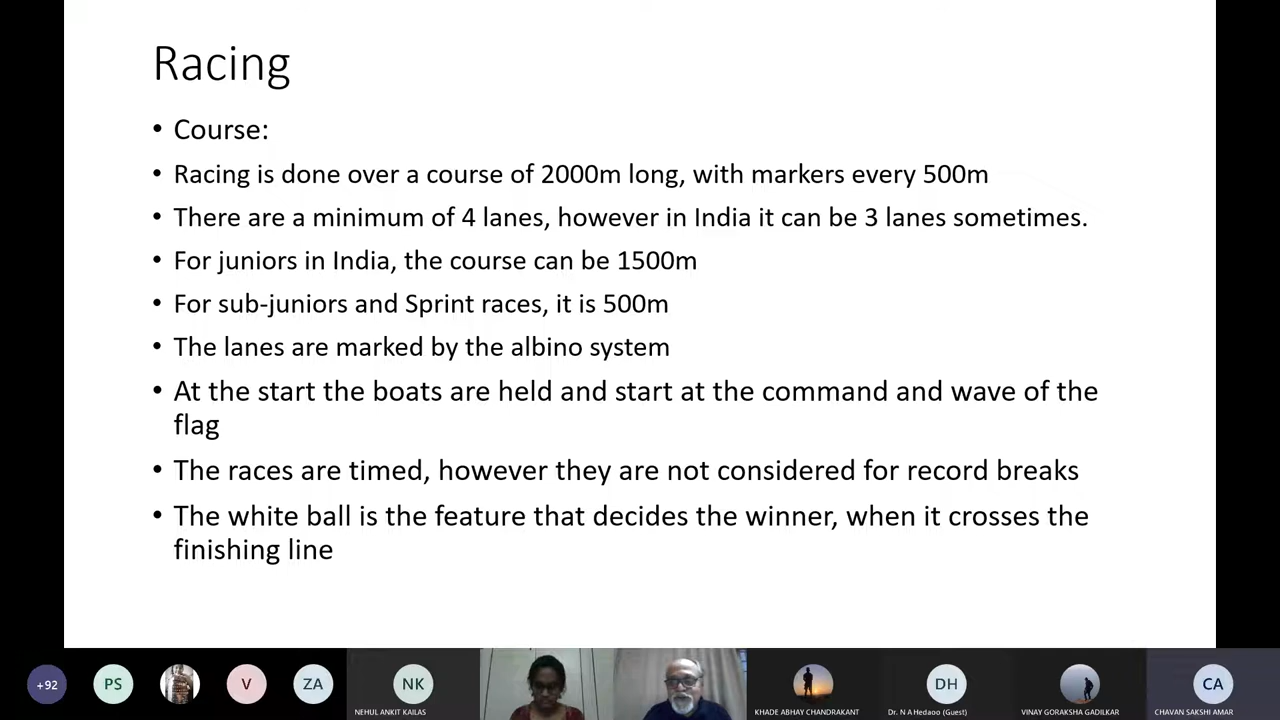 Racing
• Course:
• Racing is done over a course of 2000m long, with markers every 500m
• There are a minimum of 4 lanes, however in India it can be 3 lanes sometimes.
• For juniors in India, the course can be 1500m
• For sub-juniors and Sprint races, it is 500m
• The lanes are marked by the albino system
• At the start the boats are held and start at the command and wave of the
flag
• The races are timed, however they are not considered for record breaks
• The white ball is the feature that decides the winner, when it crosses the
finishing line
+92 PS V ZA NK DH CA
NEHUL ANKIT KAILAS KHADE ABHAY CHANDRAKANT Dr. N A Hedaoo (Guest) VINAY GORAKSHA GADILKAR CHAVAN SAKSHI AMAR